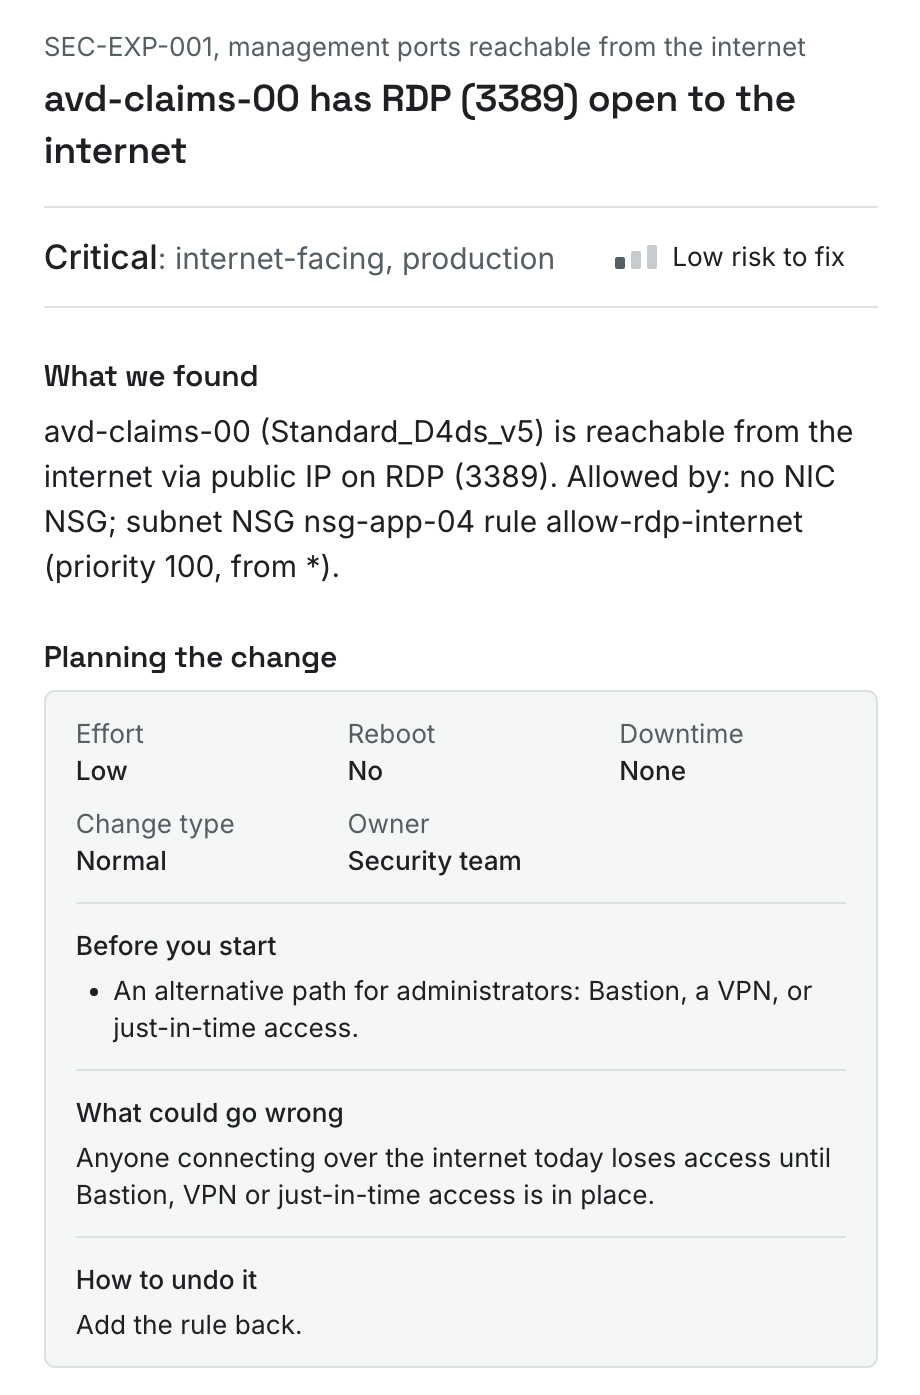 SEC-EXP-001, management ports reachable from the internet
avd-claims-00 has RDP (3389) open to the
internet
Critical: internet-facing, production
Low risk to fix
What we found
avd-claims-00 (Standard_D4ds_v5) is reachable from the
internet via public IP on RDP (3389). Allowed by: no NIC
NSG; subnet NSG nsg-app-04 rule allow-rdp-internet
(priority 100, from *).
Planning the change
Effort
Reboot
Downtime
Low
No
None
Change type
Owner
Normal
Security team
Before you start
• An alternative path for administrators: Bastion, a VPN, or
just-in-time access.
What could go wrong
Anyone connecting over the internet today loses access until
Bastion, VPN or just-in-time access is in place.
How to undo it
Add the rule back.